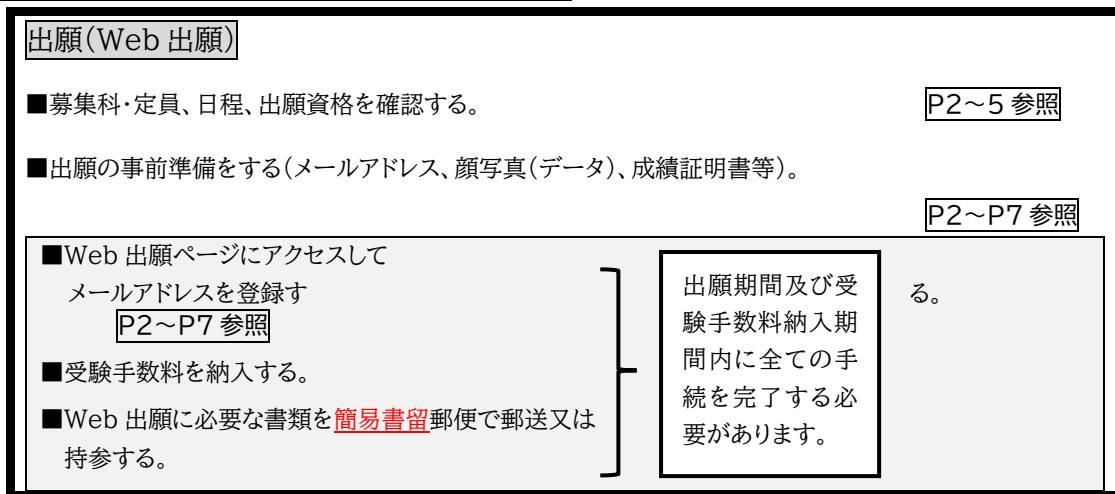 出願(Web 出願)
■募集科・定員、日程、出願資格を確認する。
P2～5 参照
■出願の事前準備をする(メールアドレス、顔写真(データ)、成績証明書等)。
P2～P7 参照
■Web 出願ページにアクセスして
メールアドレスを登録す
る。
P2～P7 参照
■受験手数料を納入する。
■Web 出願に必要な書類を簡易書留郵便で郵送又は
持参する。
出願期間及び受
験手数料納入期
間内に全ての手
続を完了する必
要があります。